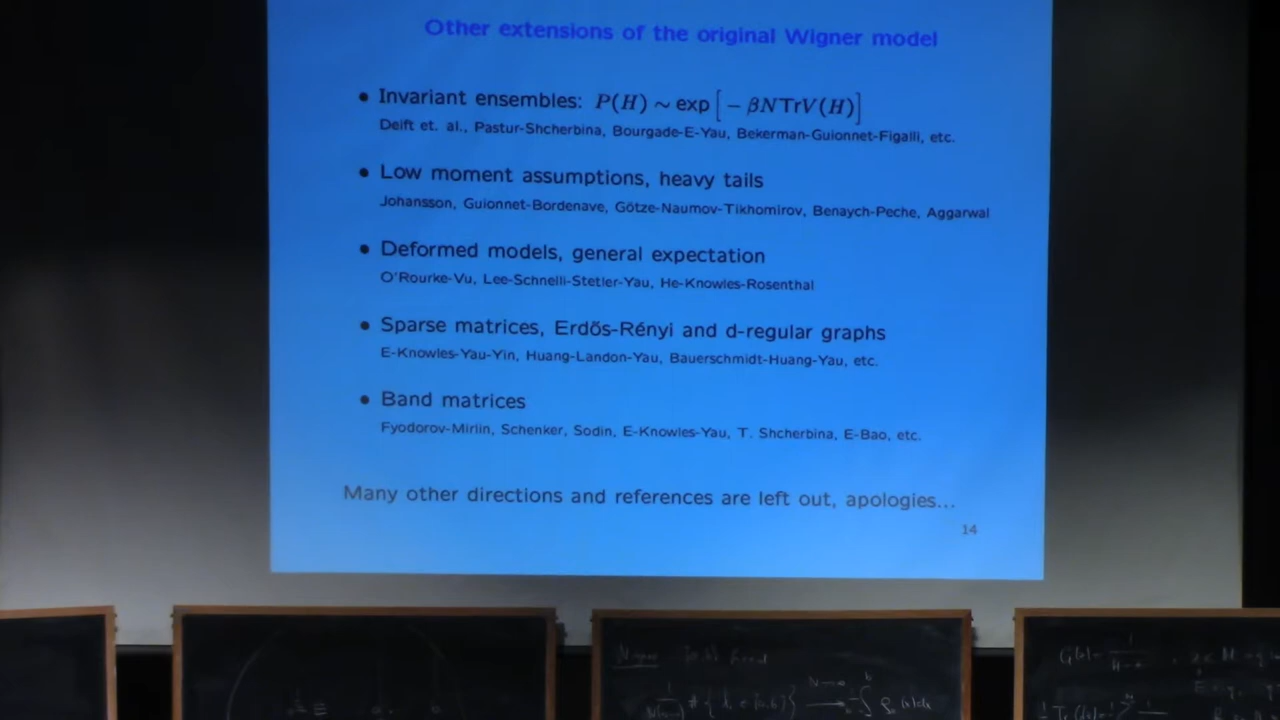 Other extensions of the original Wigner model
• Invariant ensembles: P(H) ∼ exp[ − βNTrV(H)]
Deift et. al., Pastur-Shcherbina, Bourgade-E-Yau, Bekerman-Guionnet-Figalli, etc.
• Low moment assumptions, heavy tails
Johansson, Guionnet-Bordenave, Götze-Naumov-Tikhomirov, Benaych-Peche, Aggarwal
• Deformed models, general expectation
O'Rourke-Vu, Lee-Schnelli-Stetler-Yau, He-Knowles-Rosenthal
• Sparse matrices, Erdős-Rényi and d-regular graphs
E-Knowles-Yau-Yin, Huang-Landon-Yau, Bauerschmidt-Huang-Yau, etc.
• Band matrices
Fyodorov-Mirlin, Schenker, Sodin, E-Knowles-Yau, T. Shcherbina, E-Bao, etc.
Many other directions and references are left out, apologies...
14